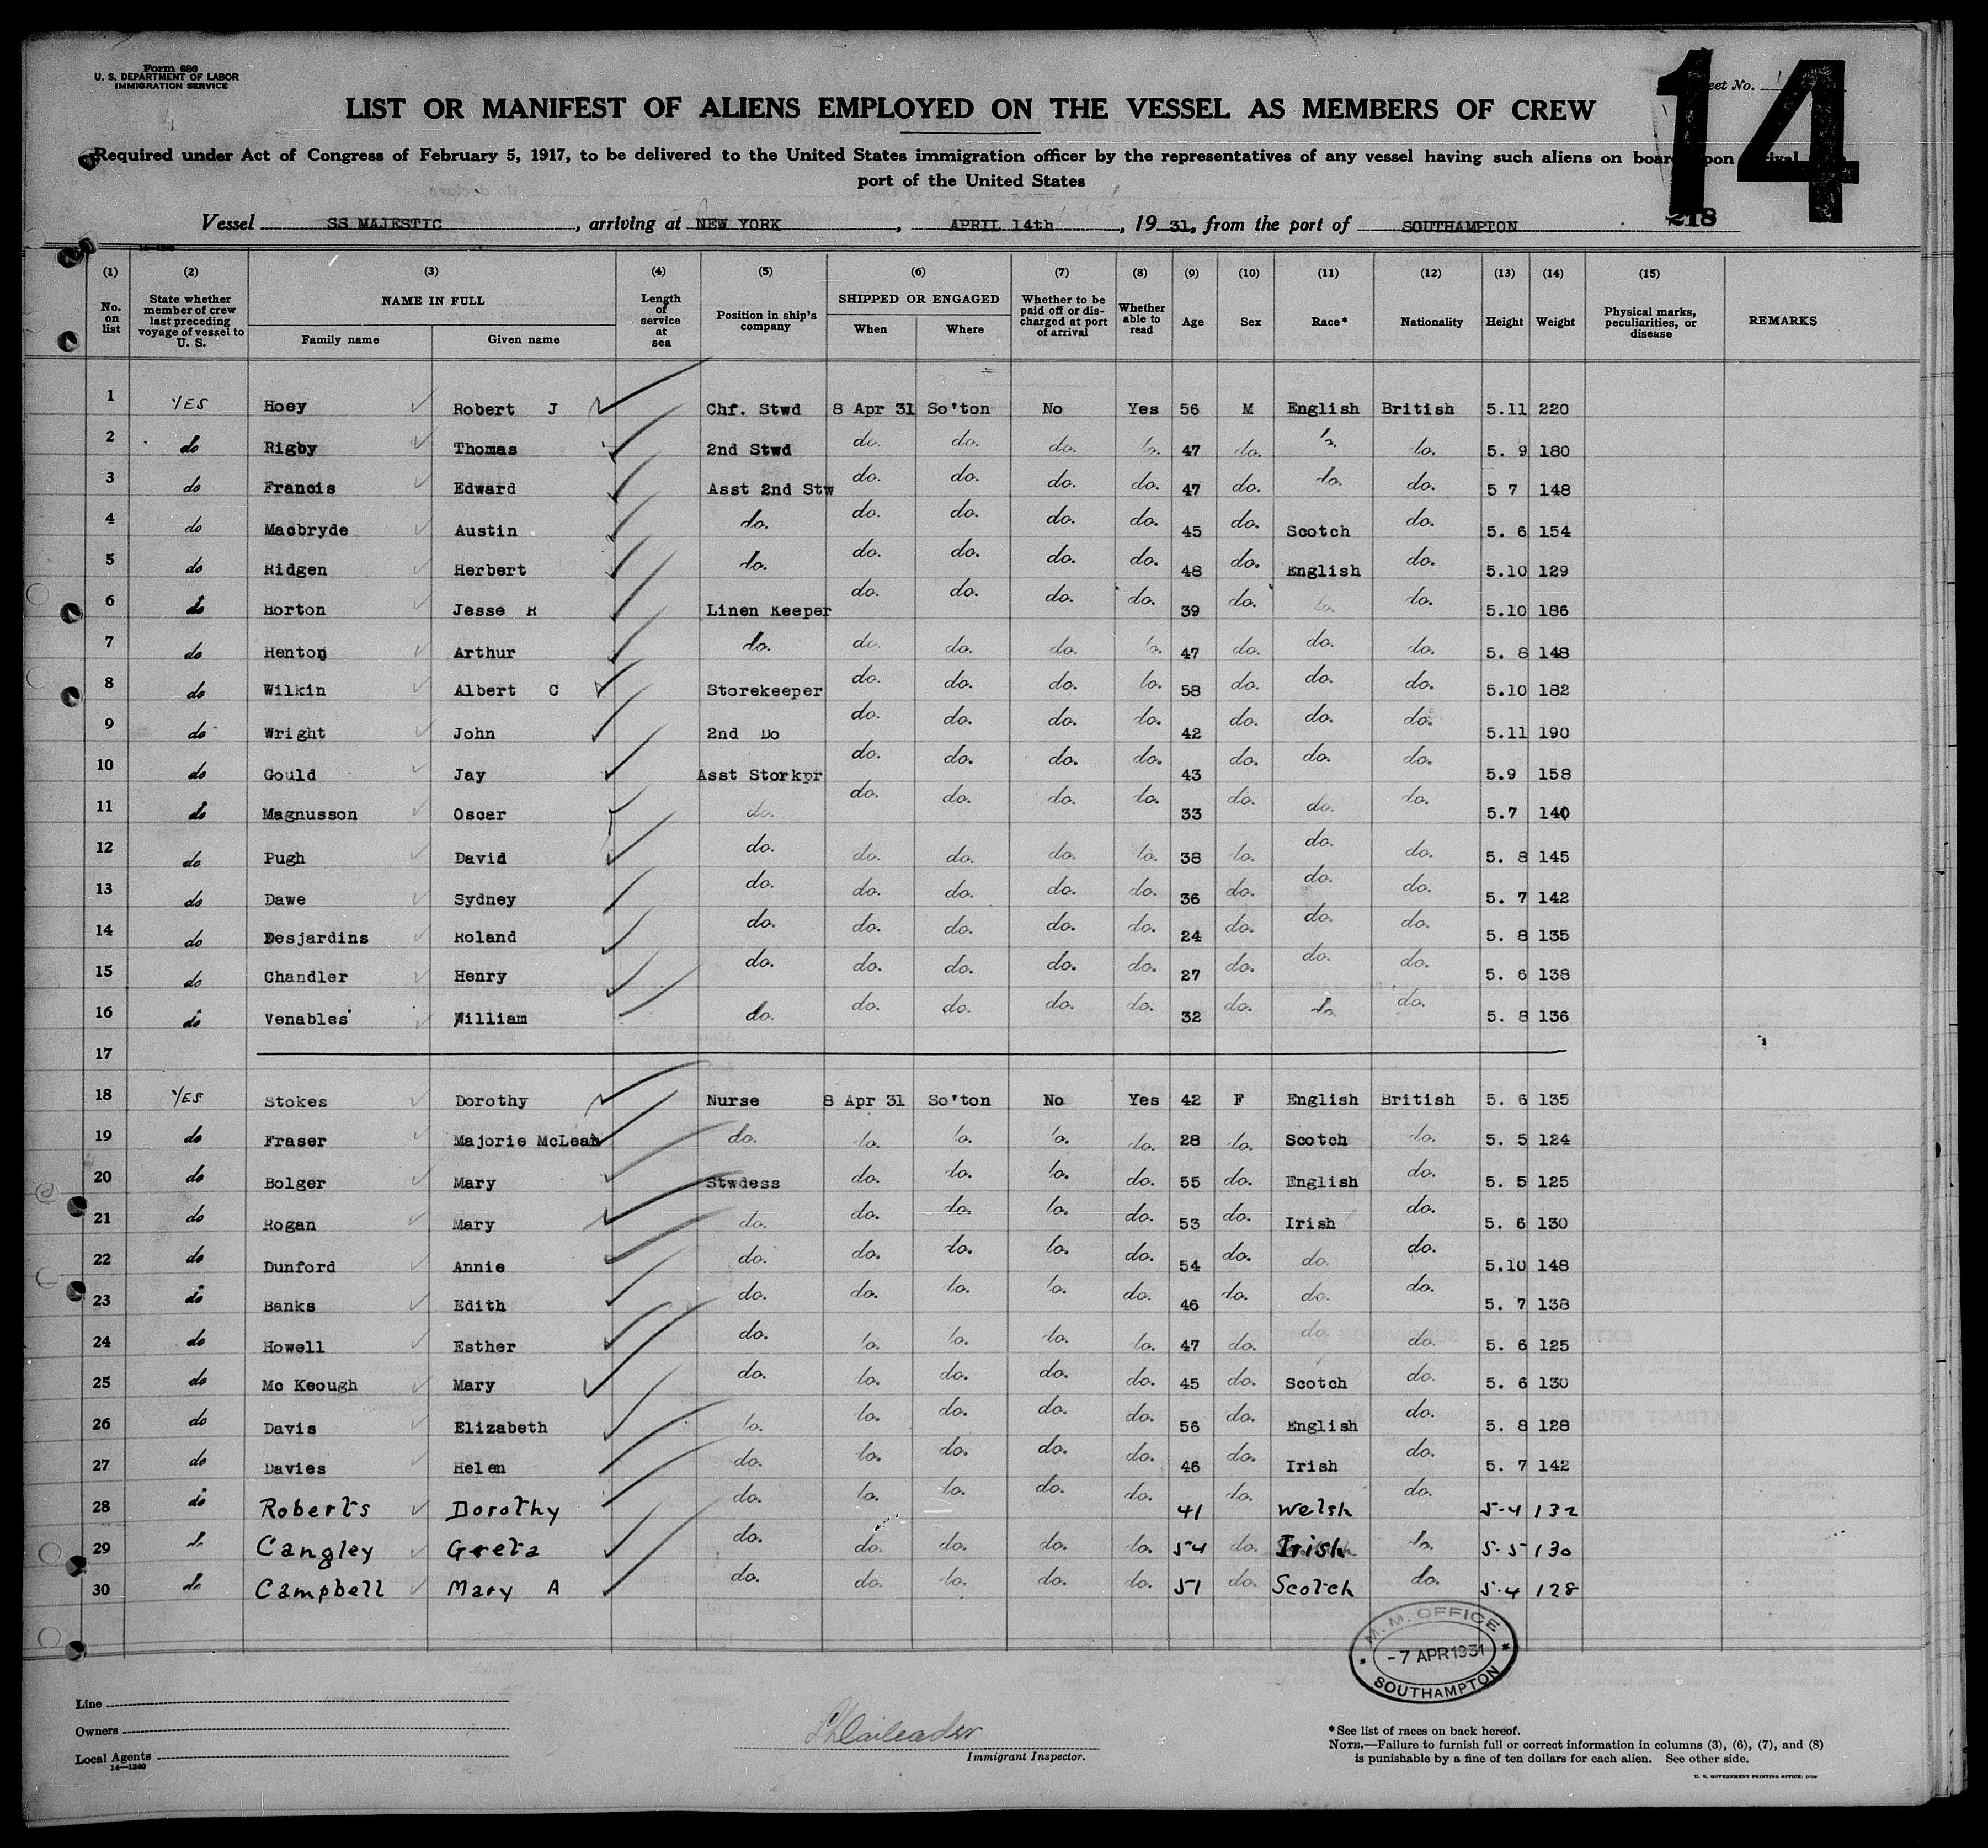 Form 680
U. S. DEPARTMENT OF LABOR
IMMIGRATION SERVICE
eet No.
14
LIST OR MANIFEST OF ALIENS EMPLOYED ON THE VESSEL AS MEMBERS OF CREW
Required under Act of Congress of February 5, 1917, to be delivered to the United States immigration officer by the representatives of any vessel having such aliens on board upon arrival
port of the United States
Vessel SS MAJESTIC, arriving at NEW YORK, APRIL 14th, 19 31, from the port of SOUTHAMPTON 218
14-1240
(1) (2) (3) (4) (5) (6) (7) (8) (9) (10) (11) (12) (13) (14) (15)
No. on list State whether member of crew last preceding voyage of vessel to U. S. NAME IN FULL Family name Given name Length of service at sea Position in ship's company SHIPPED OR ENGAGED When Where Whether to be paid off or discharged at port of arrival Whether able to read Age Sex Race* Nationality Height Weight Physical marks, peculiarities, or disease REMARKS
1 YES Hoey Robert J Chf. Stwd 8 Apr 31 So'ton No Yes 56 M English British 5.11 220
2 do Rigby Thomas 2nd Stwd do. do. do. do. 47 do. do. do. 5. 9 180
3 do Francis Edward Asst 2nd Stw do. do. do. do. 47 do. do. do. 5 7 148
4 do Macbryde Austin do. do. do. do. do. 45 do. Scotch do. 5. 6 154
5 do Ridgen Herbert do. do. do. do. do. 48 do. English do. 5.10 129
6 do Horton Jesse R Linen Keeper do. do. do. do. 39 do. do. do. 5.10 186
7 do Henton Arthur do. do. do. do. do. 47 do. do. do. 5. 8 148
8 do Wilkin Albert C Storekeeper do. do. do. do. 58 do. do. do. 5.10 182
9 do Wright John 2nd Do do. do. do. do. 42 do. do. do. 5.11 190
10 do Gould Jay Asst Storkpr do. do. do. do. 43 do. do. do. 5.9 158
11 do Magnusson Oscar do. do. do. do. do. 33 do. do. do. 5.7 140
12 do Pugh David do. do. do. do. do. 38 do. do. do. 5. 8 145
13 do Dawe Sydney do. do. do. do. do. 36 do. do. do. 5. 7 142
14 do Desjardins Roland do. do. do. do. do. 24 do. do. do. 5. 8 135
15 do Chandler Henry do. do. do. do. do. 27 do. do. do. 5. 6 138
16 do Venables William do. do. do. do. do. 32 do. do. do. 5. 8 136
17
18 YES Stokes Dorothy Nurse 8 Apr 31 So'ton No Yes 42 F English British 5. 6 135
19 do Fraser Majorie McLean do. do. do. do. do. 28 do. Scotch do. 5. 5 124
20 do Bolger Mary Stwdess do. do. do. do. 55 do. English do. 5. 5 125
21 do Rogan Mary do. do. do. do. do. 53 do. Irish do. 5. 6 130
22 do Dunford Annie do. do. do. do. do. 54 do. do. do. 5.10 148
23 do Banks Edith do. do. do. do. do. 46 do. do. do. 5. 7 138
24 do Howell Esther do. do. do. do. do. 47 do. do. do. 5. 6 125
25 do Mc Keough Mary do. do. do. do. do. 45 do. Scotch do. 5. 6 130
26 do Davis Elizabeth do. do. do. do. do. 56 do. English do. 5. 8 128
27 do Davies Helen do. do. do. do. do. 46 do. Irish do. 5. 7 142
28 do Roberts Dorothy do. do. do. do. do. 41 do. Welsh do. 5-4 132
29 do Cangley Greta do. do. do. do. do. 54 do. Irish do. 5-5 130
30 do Campbell Mary A do. do. do. do. do. 51 do. Scotch do. 5-4 128
M. M. OFFICE
-7 APR 1931
SOUTHAMPTON
Line
Owners
Local Agents
14-1240
Immigrant Inspector.
*See list of races on back hereof.
NOTE.—Failure to furnish full or correct information in columns (3), (6), (7), and (8)
is punishable by a fine of ten dollars for each alien. See other side.
U. S. GOVERNMENT PRINTING OFFICE: 1929